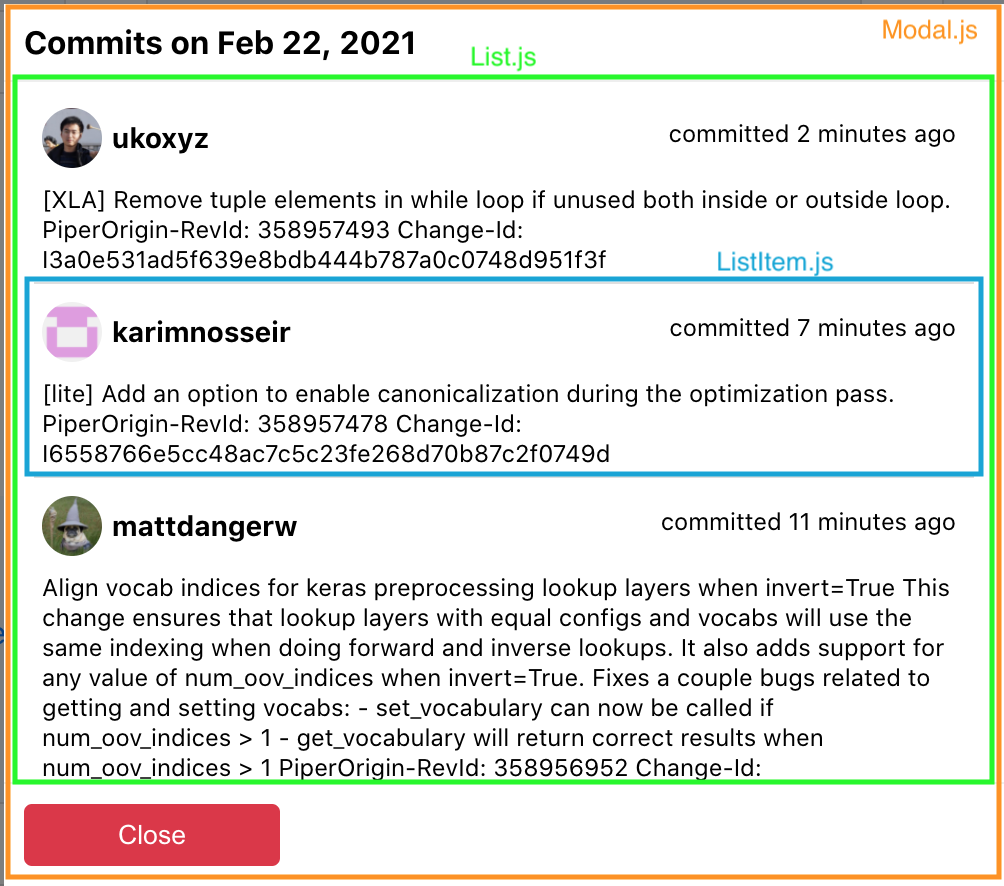 Modal.js
Commits on Feb 22, 2021
List.js
ukoxyz
committed 2 minutes ago
[XLA] Remove tuple elements in while loop if unused both inside or outside loop.
PiperOrigin-RevId: 358957493 Change-Id:
I3a0e531ad5f639e8bdb444b787a0c0748d951f3f
ListItem.js
karimnosseir
committed 7 minutes ago
[lite] Add an option to enable canonicalization during the optimization pass.
PiperOrigin-RevId: 358957478 Change-Id:
I6558766e5cc48ac7c5c23fe268d70b87c2f0749d
mattdangerw
committed 11 minutes ago
Align vocab indices for keras preprocessing lookup layers when invert=True This
change ensures that lookup layers with equal configs and vocabs will use the
same indexing when doing forward and inverse lookups. It also adds support for
any value of num_oov_indices when invert=True. Fixes a couple bugs related to
getting and setting vocabs: - set_vocabulary can now be called if
num_oov_indices > 1 - get_vocabulary will return correct results when
num_oov_indices > 1 PiperOrigin-RevId: 358956952 Change-Id:
Close